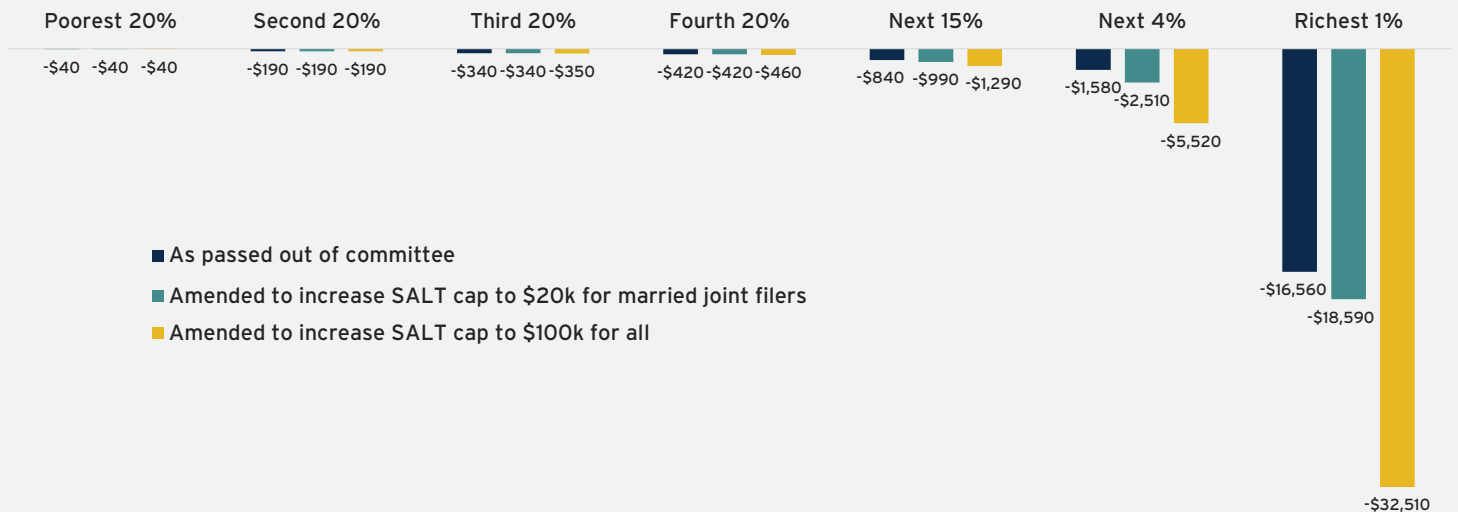 Poorest 20% Second 20% Third 20% Fourth 20% Next 15% Next 4% Richest 1%
-$40 -$40 -$40 -$190 -$190 -$190 -$340 -$340 -$350 -$420 -$420 -$460 -$840 -$990 -$1,290 -$1,580
-$2,510
-$5,520
As passed out of committee
-$16,560
Amended to increase SALT cap to $20k for married joint filers
-$18,590
Amended to increase SALT cap to $100k for all
-$32,510